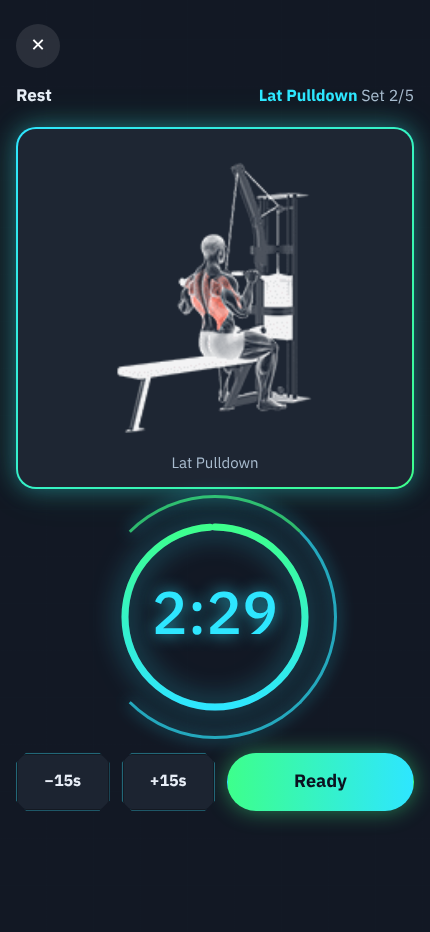 ✕
Rest
Lat Pulldown Set 2/5
Lat Pulldown
2:29
−15s
+15s
Ready